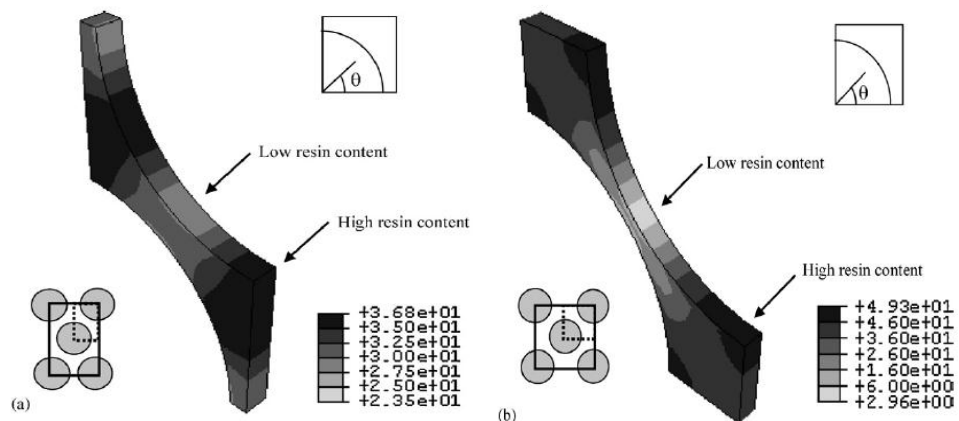 θ
Low resin content
High resin content
+3.68e+01
+3.50e+01
+3.25e+01
+3.00e+01
+2.75e+01
+2.50e+01
+2.35e+01
(a)
θ
Low resin content
High resin content
+4.93e+01
+4.60e+01
+3.60e+01
+2.60e+01
+1.60e+01
+6.00e+00
+2.96e+00
(b)